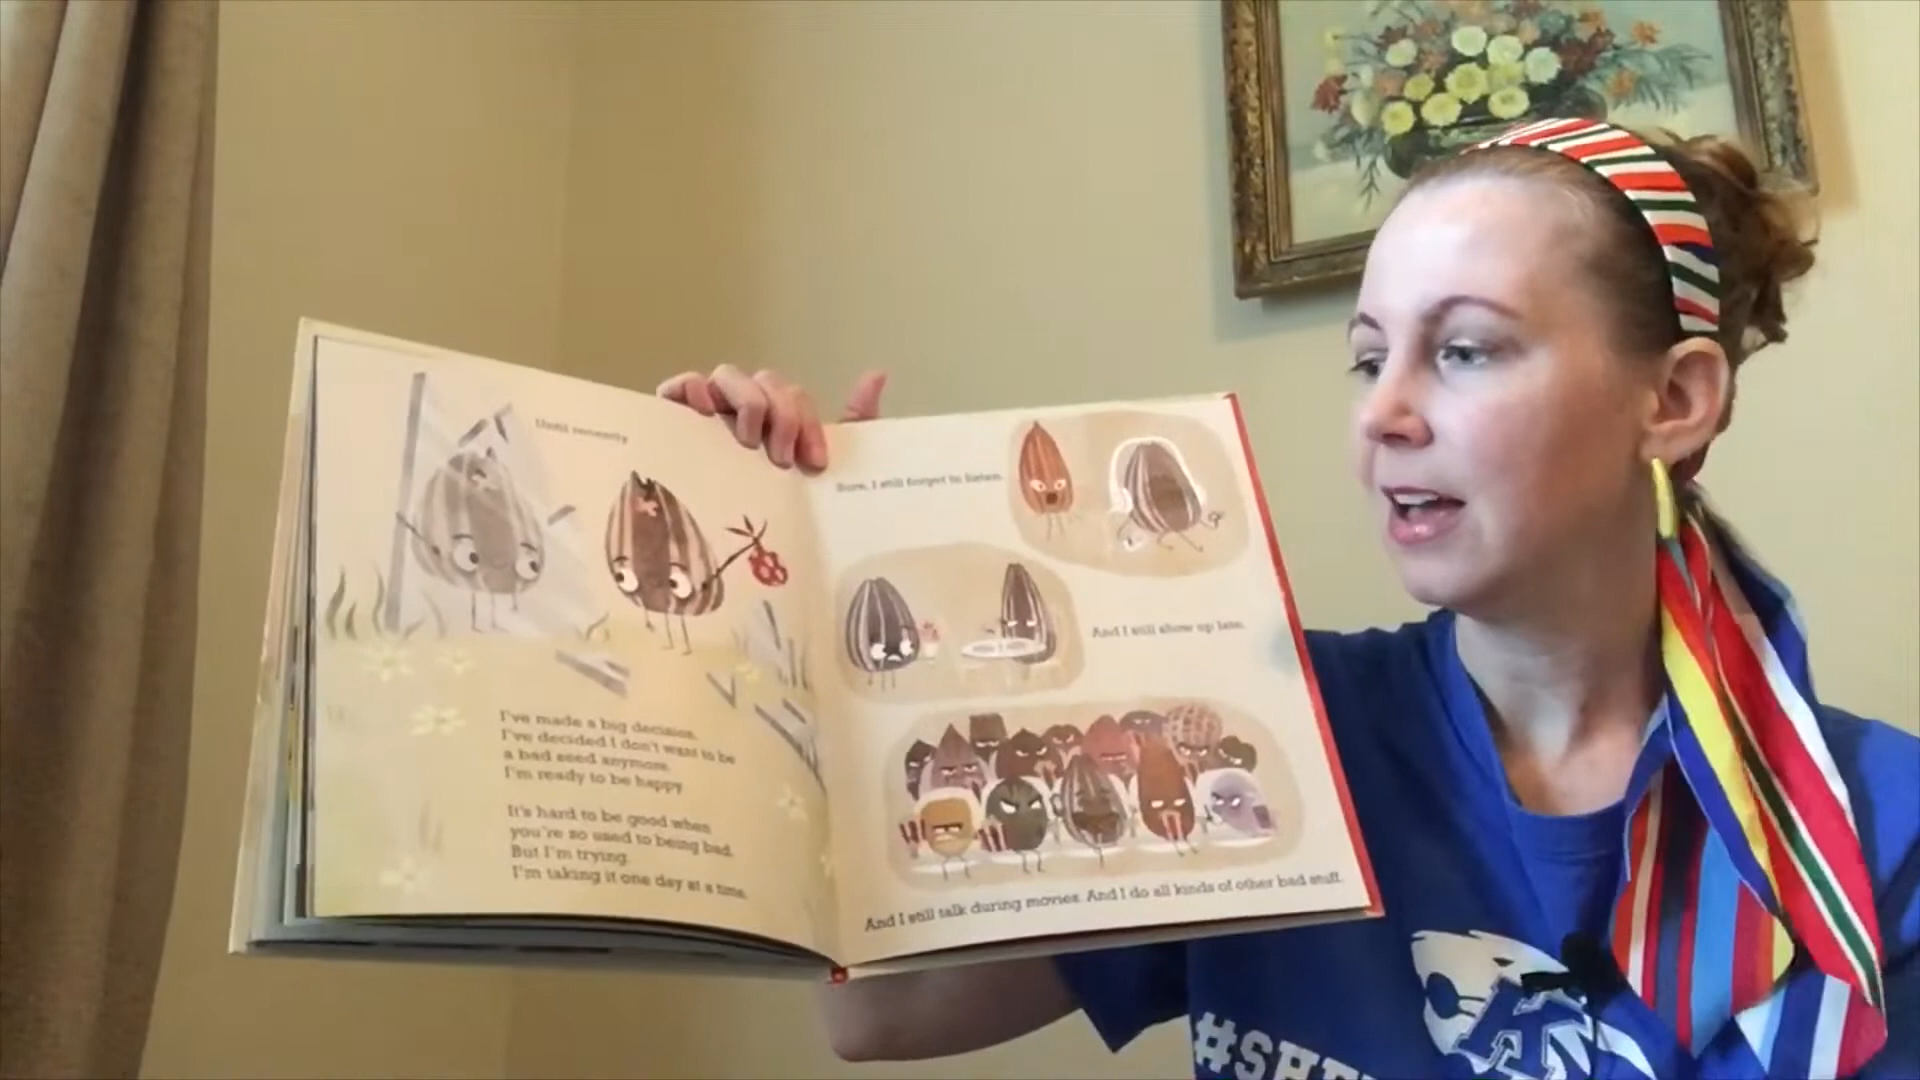 Until recently
I've made a big decision.
I've decided I don't want to be
a bad seed anymore.
I'm ready to be happy
It's hard to be good when
you're so used to being bad.
But I'm trying.
I'm taking it one day at a time.
Sure, I still forget to listen.
And I still show up late.
And I still talk during movies. And I do all kinds of other bad stuff.
K